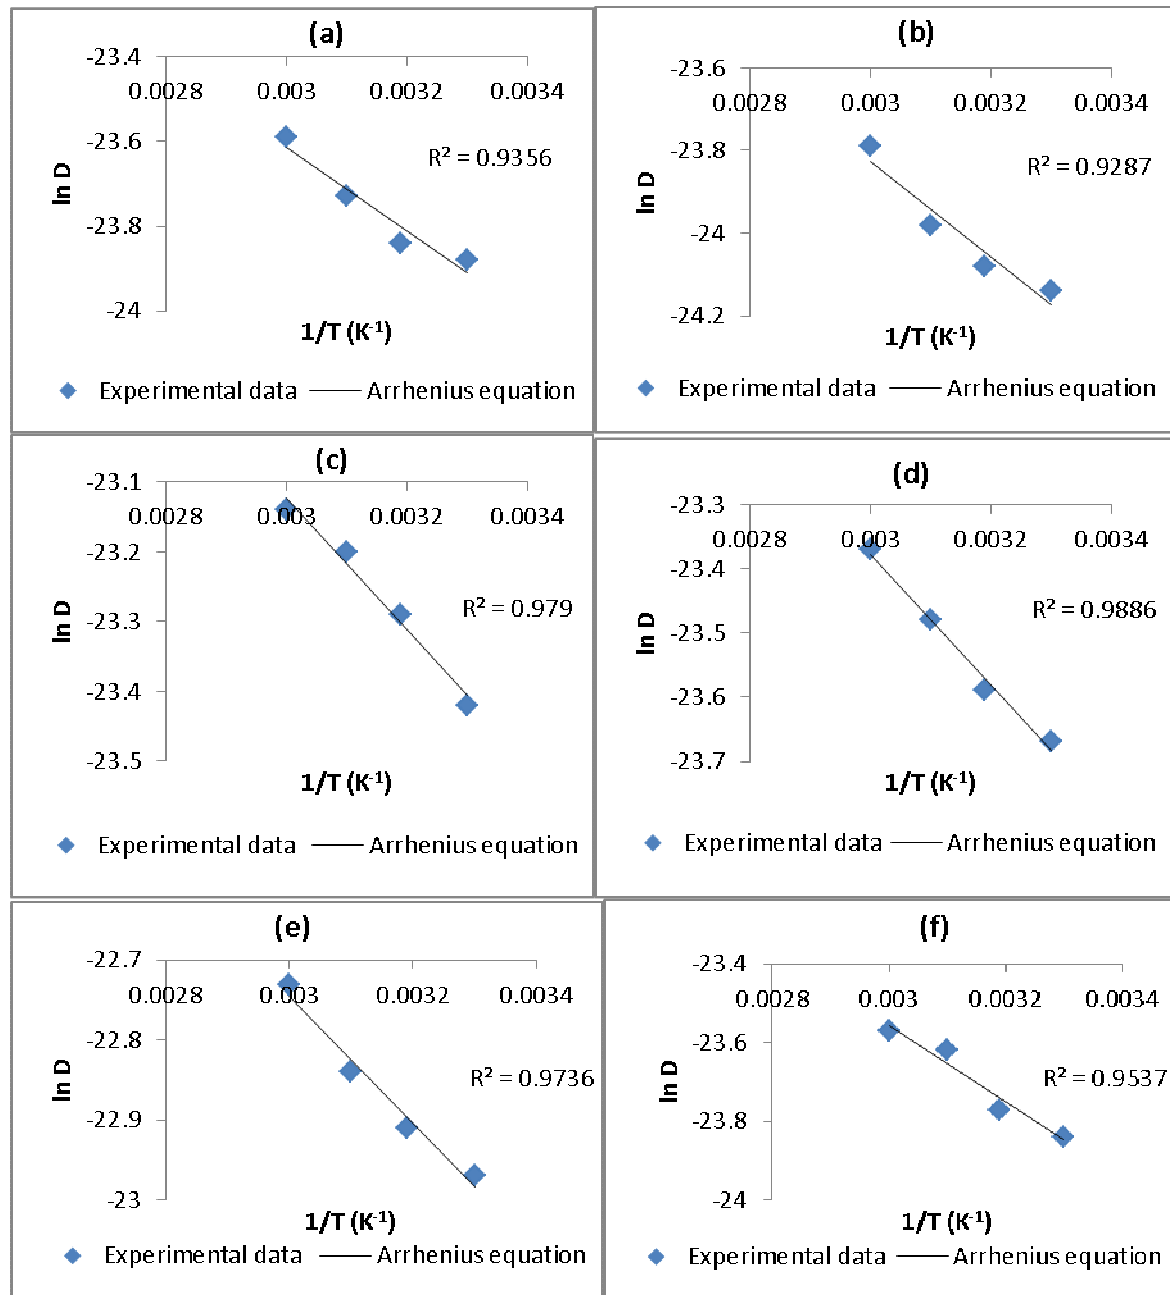 (a)
-23.4
0.0028 0.003 0.0032 0.0034
-23.6
R² = 0.9356
ln D
-23.8
-24
1/T (K⁻¹)
Experimental data Arrhenius equation
(b)
-23.6
0.0028 0.003 0.0032 0.0034
-23.8
R² = 0.9287
ln D
-24
-24.2
1/T (K⁻¹)
Experimental data Arrhenius equation
(c)
-23.1
0.0028 0.003 0.0032 0.0034
-23.2
R² = 0.979
ln D
-23.3
-23.4
-23.5
1/T (K⁻¹)
Experimental data Arrhenius equation
(d)
-23.3
0.0028 0.003 0.0032 0.0034
-23.4
-23.5
R² = 0.9886
ln D
-23.6
-23.7
1/T (K⁻¹)
Experimental data Arrhenius equation
(e)
-22.7
0.0028 0.003 0.0032 0.0034
-22.8
R² = 0.9736
ln D
-22.9
-23
1/T (K⁻¹)
Experimental data Arrhenius equation
(f)
-23.4
0.0028 0.003 0.0032 0.0034
-23.6
R² = 0.9537
ln D
-23.8
-24
1/T (K⁻¹)
Experimental data Arrhenius equation